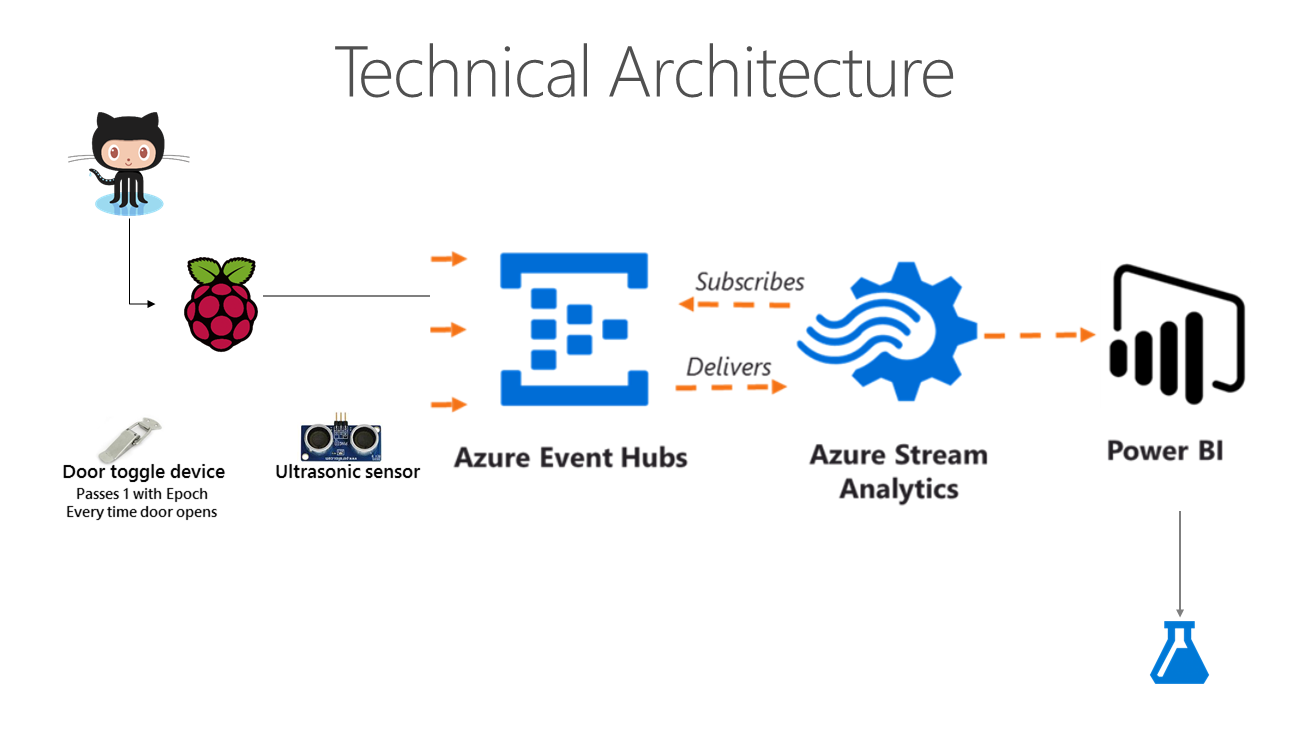 Technical Architecture
Subscribes
Delivers
Door toggle device
Passes 1 with Epoch
Every time door opens
Ultrasonic sensor
Azure Event Hubs
Azure Stream
Analytics
Power BI